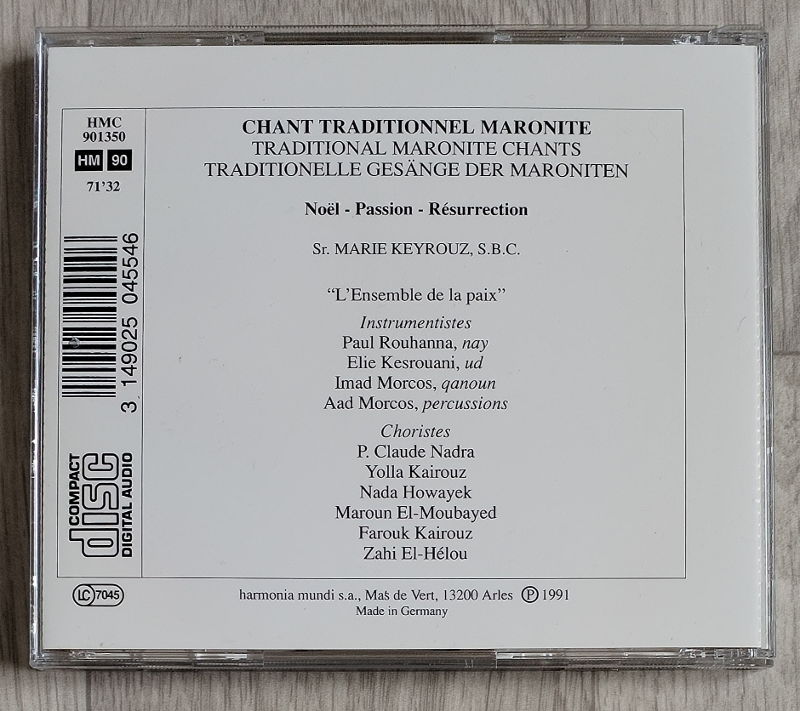 HMC
901350
HM 90
71'32
3 149025 045546
COMPACT
disc
DIGITAL AUDIO
LC 7045
CHANT TRADITIONNEL MARONITE
TRADITIONAL MARONITE CHANTS
TRADITIONELLE GESÄNGE DER MARONITEN
Noël - Passion - Résurrection
Sr. MARIE KEYROUZ, S.B.C.
“L'Ensemble de la paix”
Instrumentistes
Paul Rouhanna, nay
Elie Kesrouani, ud
Imad Morcos, qanoun
Aad Morcos, percussions
Choristes
P. Claude Nadra
Yolla Kairouz
Nada Howayek
Maroun El-Moubayed
Farouk Kairouz
Zahi El-Hélou
harmonia mundi s.a., Mas de Vert, 13200 Arles ℗ 1991
Made in Germany